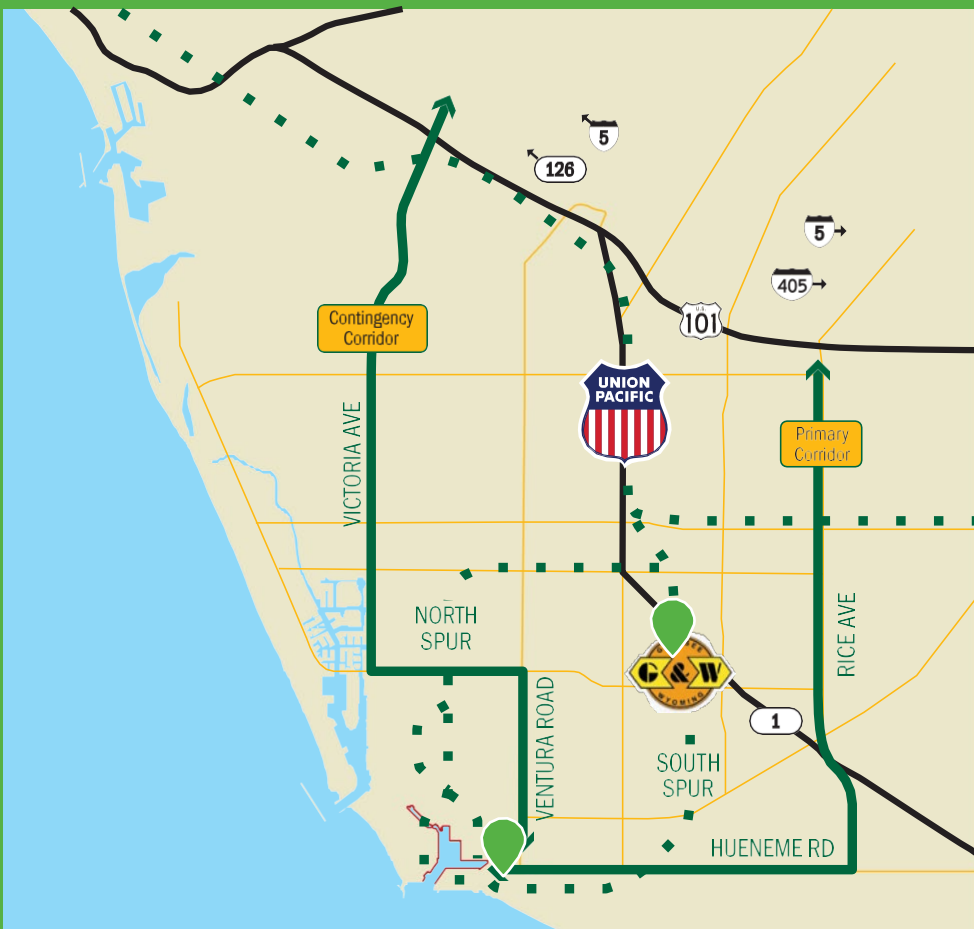 5
126
5
405
U.S.
101
Contingency
Corridor
UNION
PACIFIC
VICTORIA AVE
Primary
Corridor
NORTH
SPUR
RICE AVE
G & W
WYOMING
1
VENTURA ROAD
SOUTH
SPUR
HUENEME RD